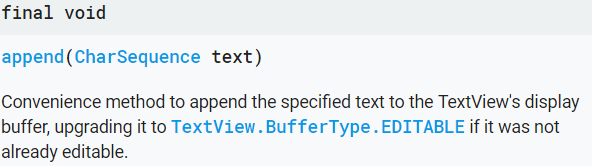 final void
append(CharSequence text)
Convenience method to append the specified text to the TextView's display
buffer, upgrading it to TextView.BufferType.EDITABLE if it was not
already editable.